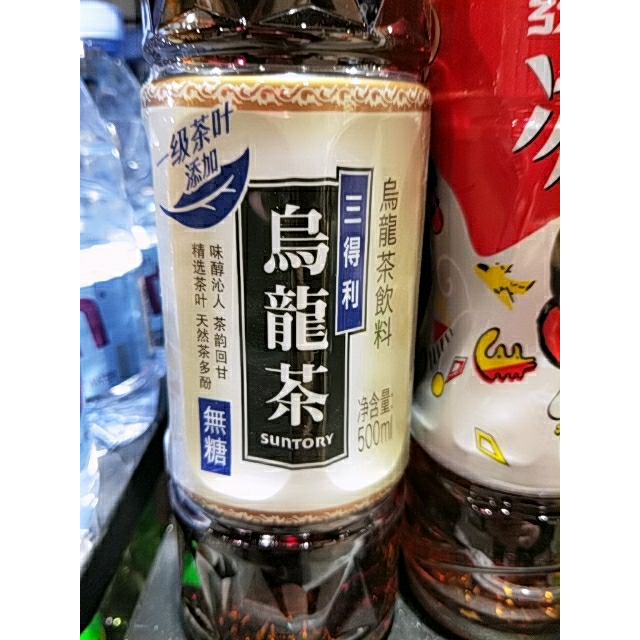 一级茶叶
添加
三得利
烏龍茶
SUNTORY
烏龍茶飲料
味醇沁人 茶韵回甘
精选茶叶 天然茶多酚
無糖
净含量:
500ml